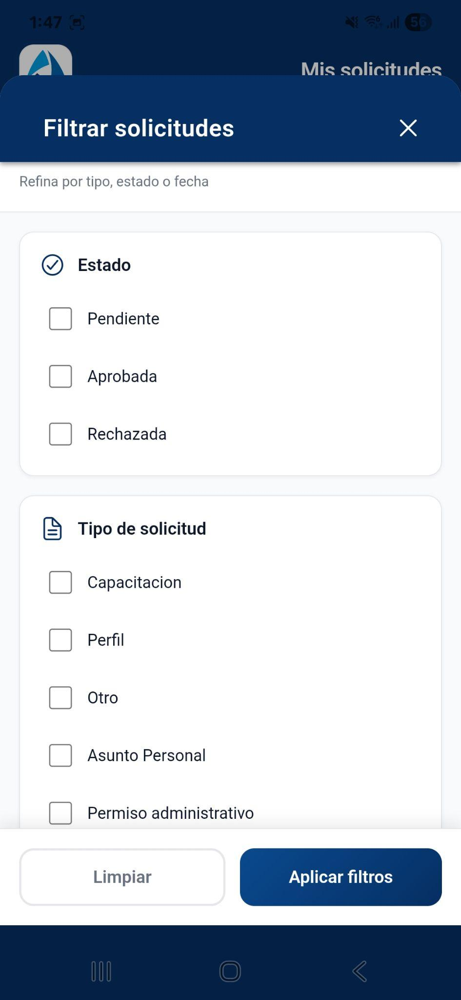 1:47
56
Mis solicitudes
Filtrar solicitudes
Refina por tipo, estado o fecha
Estado
Pendiente
Aprobada
Rechazada
Tipo de solicitud
Capacitacion
Perfil
Otro
Asunto Personal
Permiso administrativo
Limpiar
Aplicar filtros